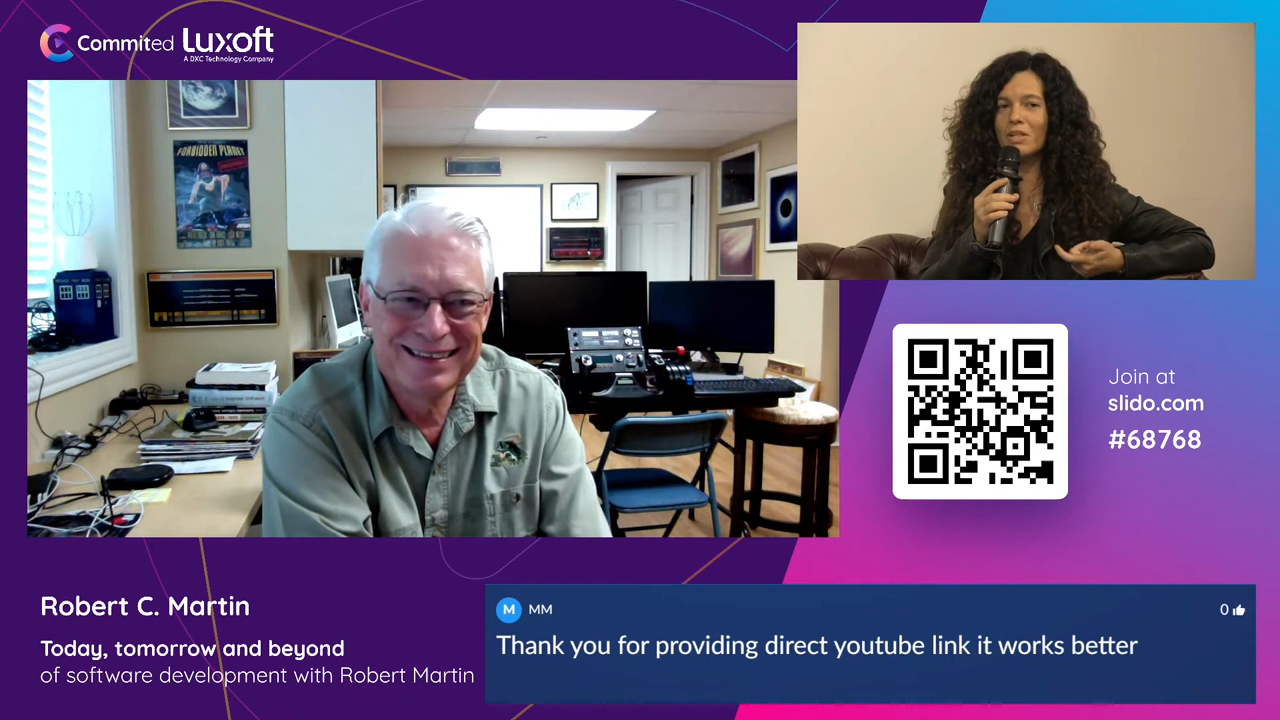 Commited Luxoft
A DXC Technology Company
FORBIDDEN PLANET
Join at
slido.com
#68768
Robert C. Martin
Today, tomorrow and beyond
of software development with Robert Martin
M MM
0
Thank you for providing direct youtube link it works better